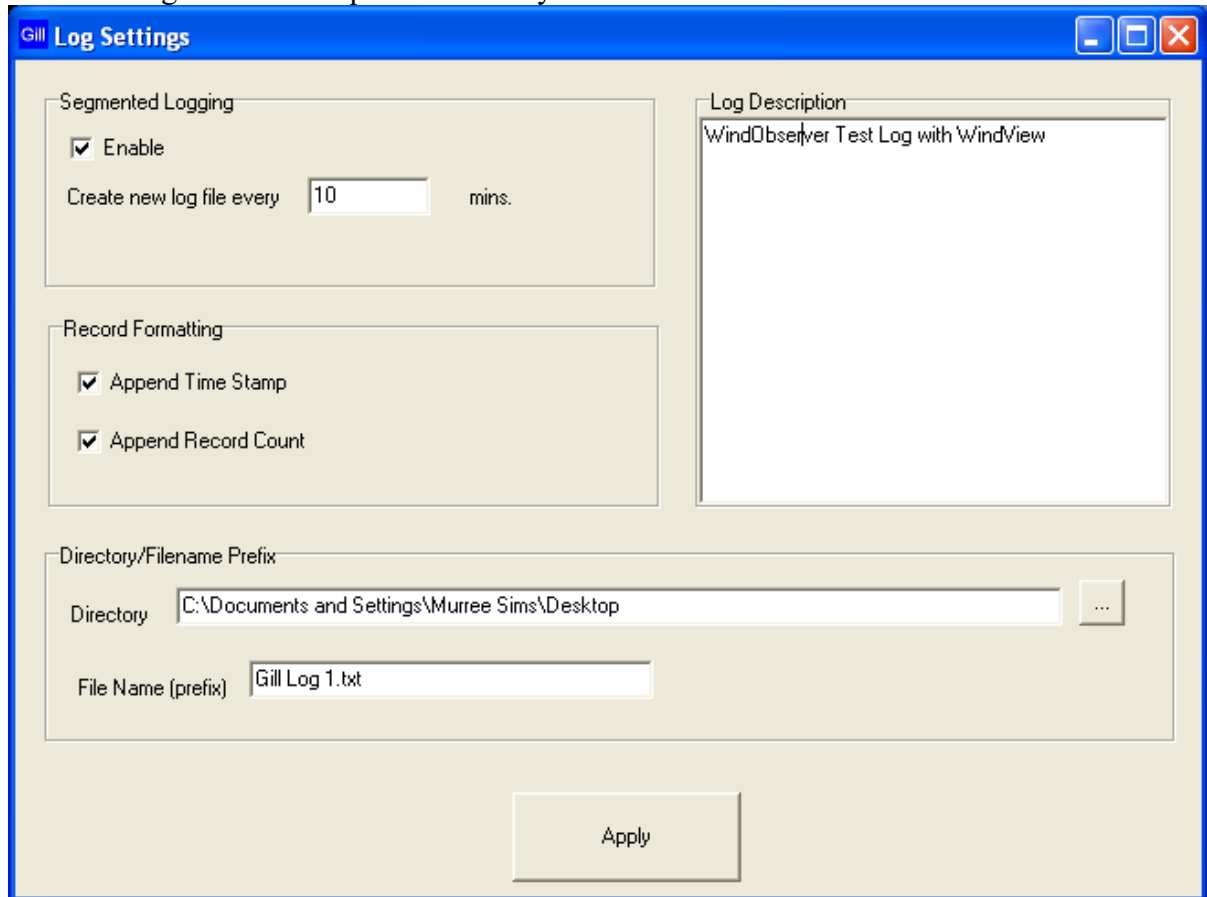 Gill Log Settings
Segmented Logging
Enable
Create new log file every 10 mins.
Record Formatting
Append Time Stamp
Append Record Count
Log Description
WindObserver Test Log with WindView
Directory/Filename Prefix
Directory C:\Documents and Settings\Murree Sims\Desktop ...
File Name (prefix) Gill Log 1.txt
Apply